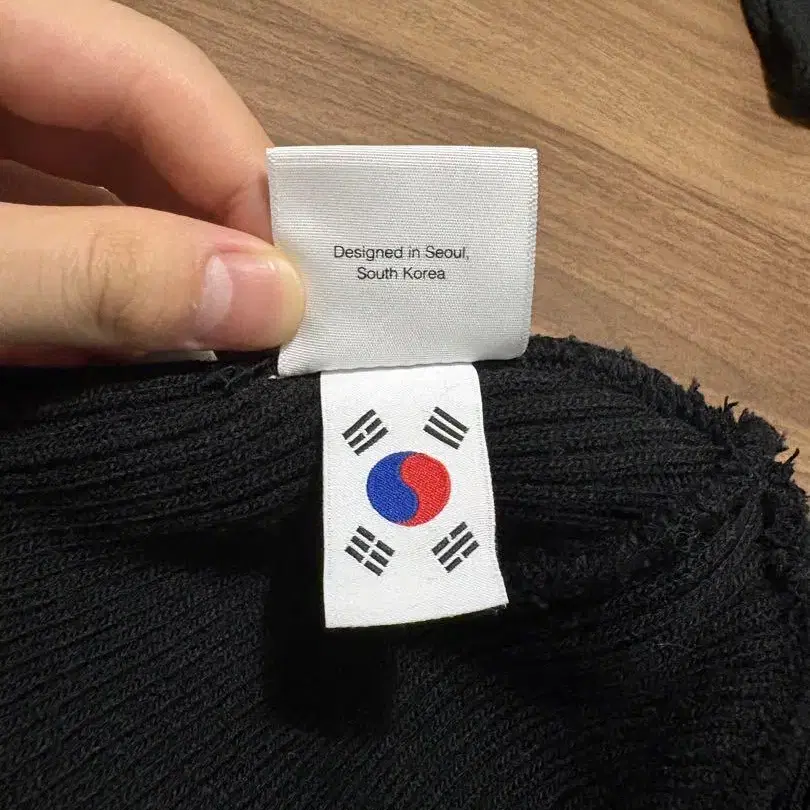 Designed in Seoul,
South Korea